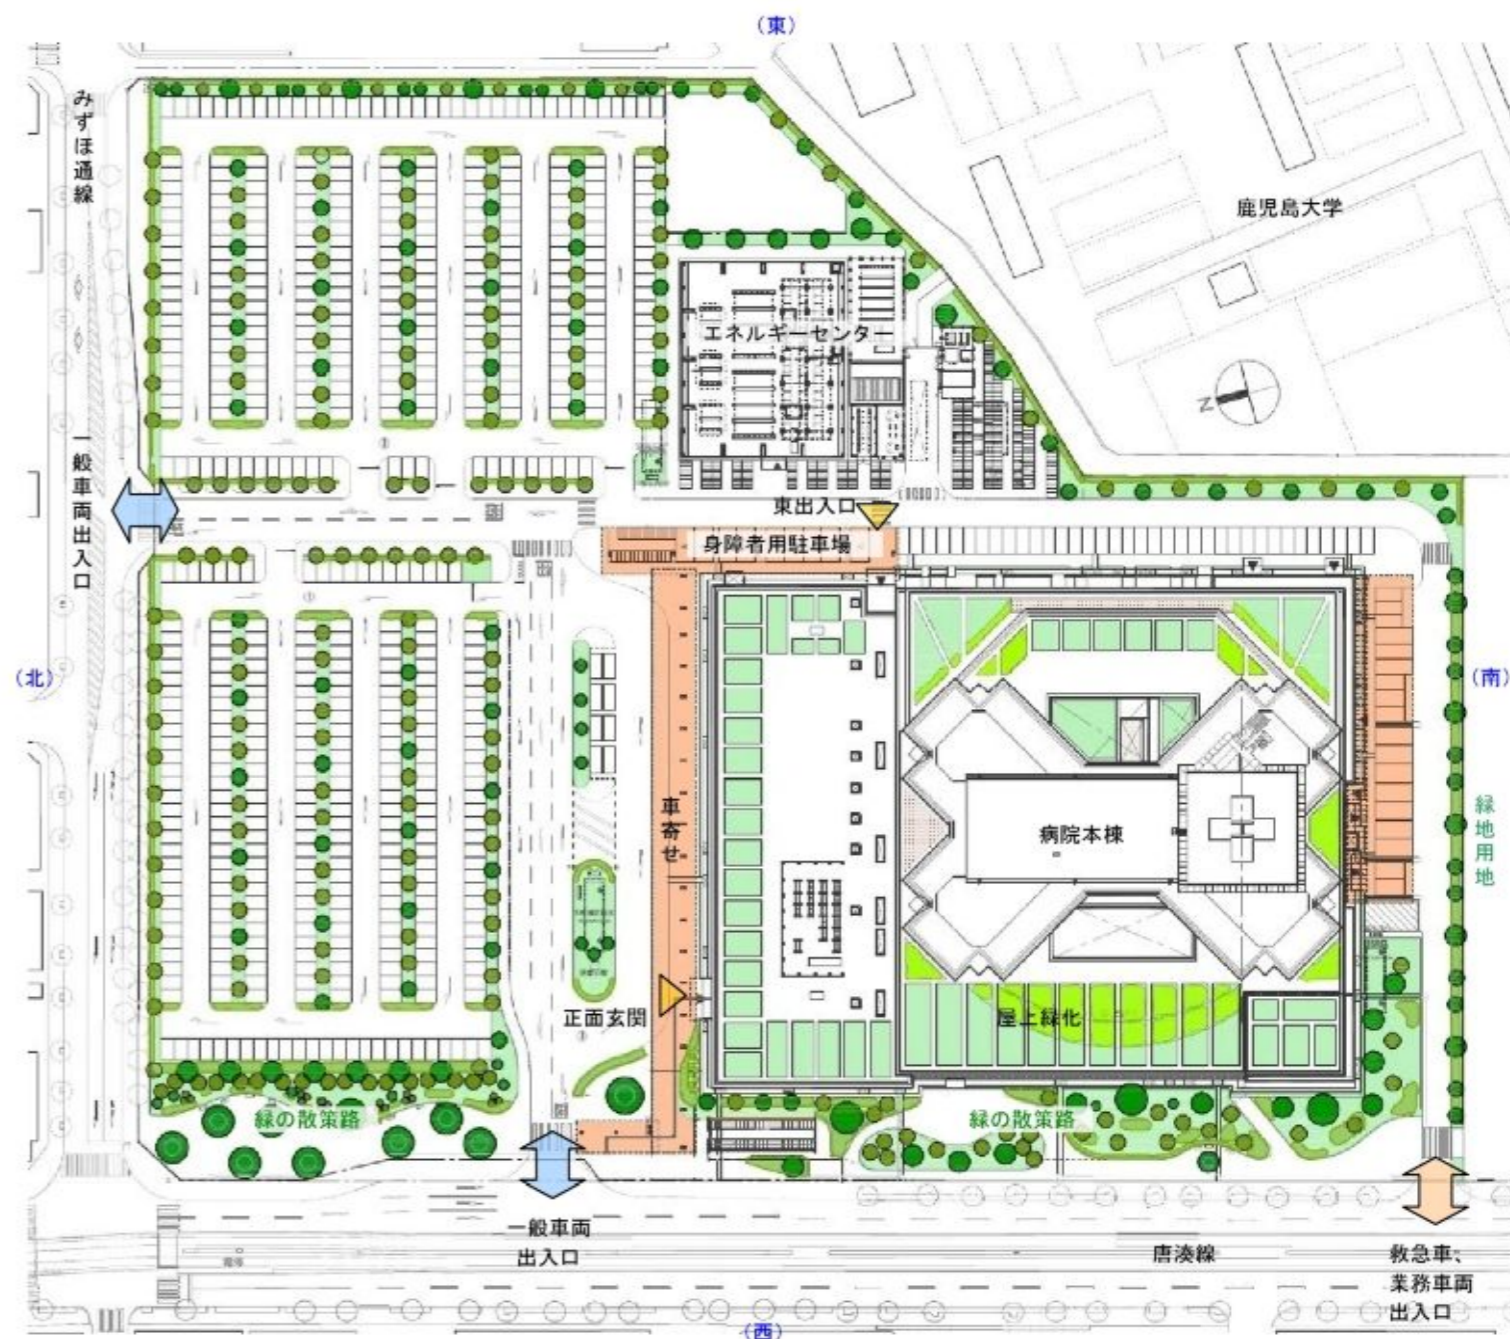 (東)
みずほ通線
鹿児島大学
エネルギーセンター
N
一般車両出入口
東出入口
身障者用駐車場
(北)
(南)
車寄せ
病院本棟
緑地用地
正面玄関
屋上緑化
緑の散策路
緑の散策路
一般車両
出入口
唐湊線
救急車、
業務車両
出入口
(西)